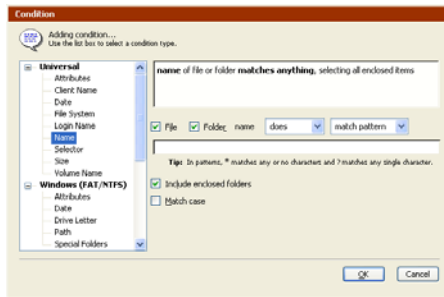 Condition
Adding condition...
Use the list box to select a condition type.
Universal
Attributes
Client Name
Date
File System
Login Name
Name
Selector
Size
Volume Name
Windows (FAT/NTFS)
Attributes
Date
Drive Letter
Path
Special Folders
name of file or folder matches anything, selecting all enclosed items
File Folder name does match pattern
Tip: In patterns, * matches any or no characters and ? matches any single character.
Include enclosed folders
Match case
OK Cancel